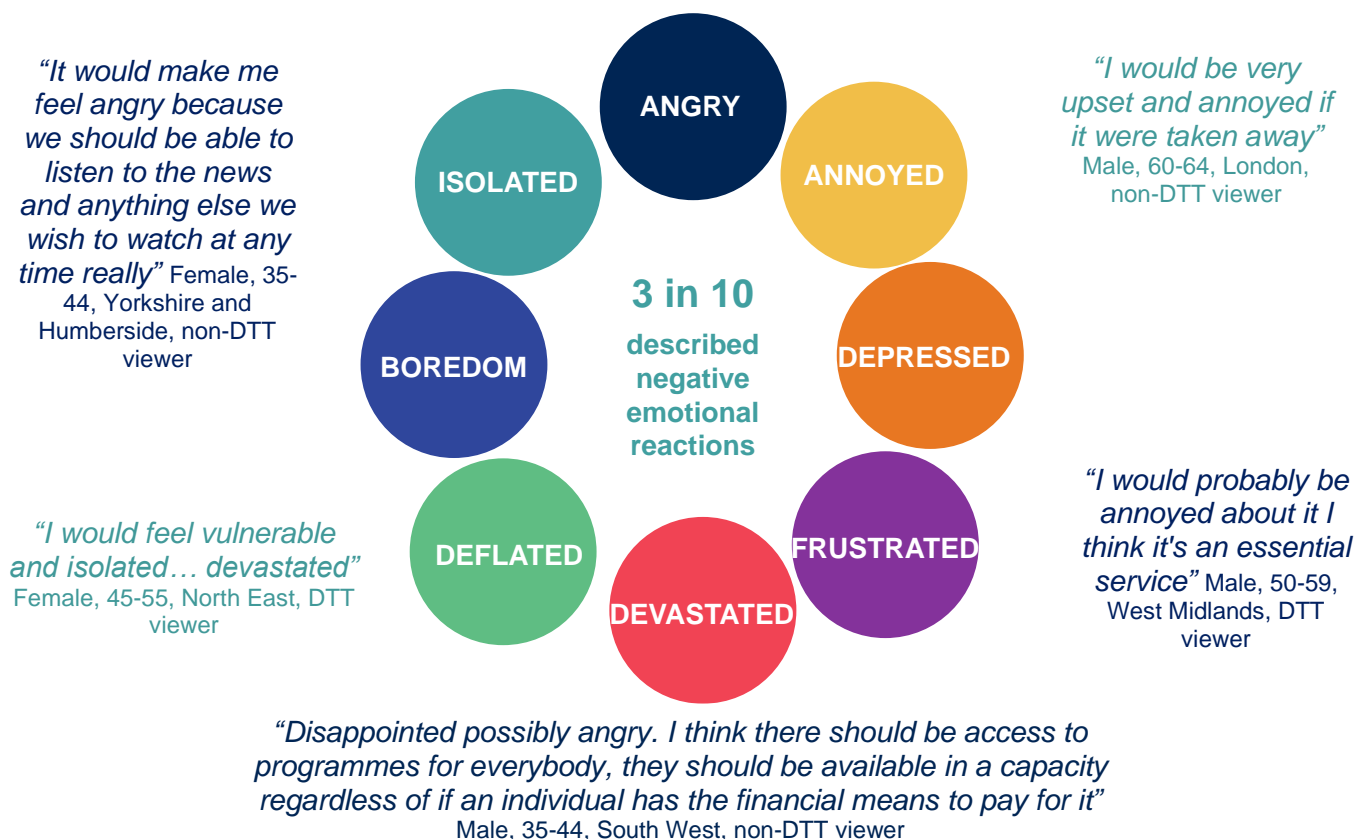 “It would make me
feel angry because
we should be able to
listen to the news
and anything else we
wish to watch at any
time really” Female, 35-
44, Yorkshire and
Humberside, non-DTT
viewer
ANGRY
ISOLATED
ANNOYED
“I would be very
upset and annoyed if
it were taken away”
Male, 60-64, London,
non-DTT viewer
3 in 10
described
negative
emotional
reactions
BOREDOM
DEPRESSED
“I would feel vulnerable
and isolated… devastated”
Female, 45-55, North East, DTT
viewer
DEFLATED
FRUSTRATED
DEVASTATED
“I would probably be
annoyed about it I
think it's an essential
service” Male, 50-59,
West Midlands, DTT
viewer
“Disappointed possibly angry. I think there should be access to
programmes for everybody, they should be available in a capacity
regardless of if an individual has the financial means to pay for it”
Male, 35-44, South West, non-DTT viewer